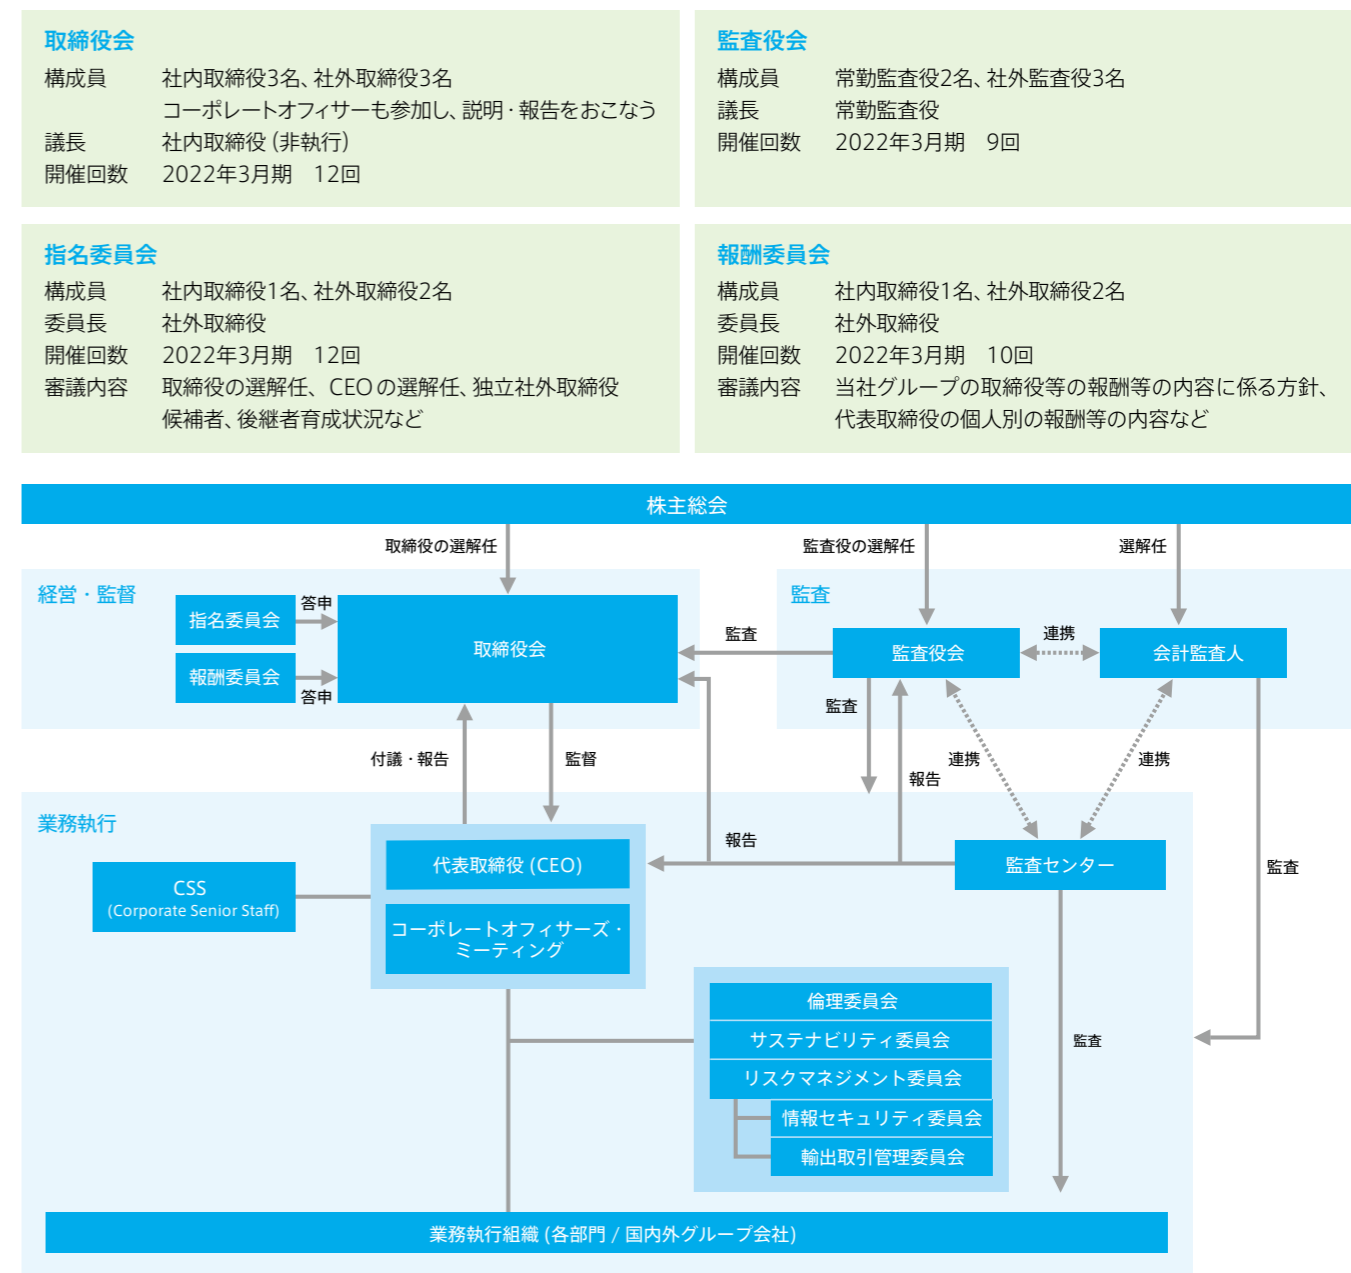 取締役会
構成員 社内取締役3名、社外取締役3名
コーポレートオフィサーも参加し、説明・報告をおこなう
議長 社内取締役(非執行)
開催回数 2022年3月期 12回
監査役会
構成員 常勤監査役2名、社外監査役3名
議長 常勤監査役
開催回数 2022年3月期 9回
指名委員会
構成員 社内取締役1名、社外取締役2名
委員長 社外取締役
開催回数 2022年3月期 12回
審議内容 取締役の選解任、CEOの選解任、独立社外取締役
候補者、後継者育成状況など
報酬委員会
構成員 社内取締役1名、社外取締役2名
委員長 社外取締役
開催回数 2022年3月期 10回
審議内容 当社グループの取締役等の報酬等の内容に係る方針、
代表取締役の個人別の報酬等の内容など
株主総会
取締役の選解任
監査役の選解任
選解任
経営・監督
指名委員会
答申
報酬委員会
答申
取締役会
監査
監査
監査役会
連携
会計監査人
監査
付議・報告
監督
報告
連携
連携
業務執行
代表取締役 (CEO)
報告
監査センター
監査
CSS
(Corporate Senior Staff)
コーポレートオフィサーズ・
ミーティング
倫理委員会
サステナビリティ委員会
リスクマネジメント委員会
情報セキュリティ委員会
輸出取引管理委員会
監査
業務執行組織 (各部門 / 国内外グループ会社)